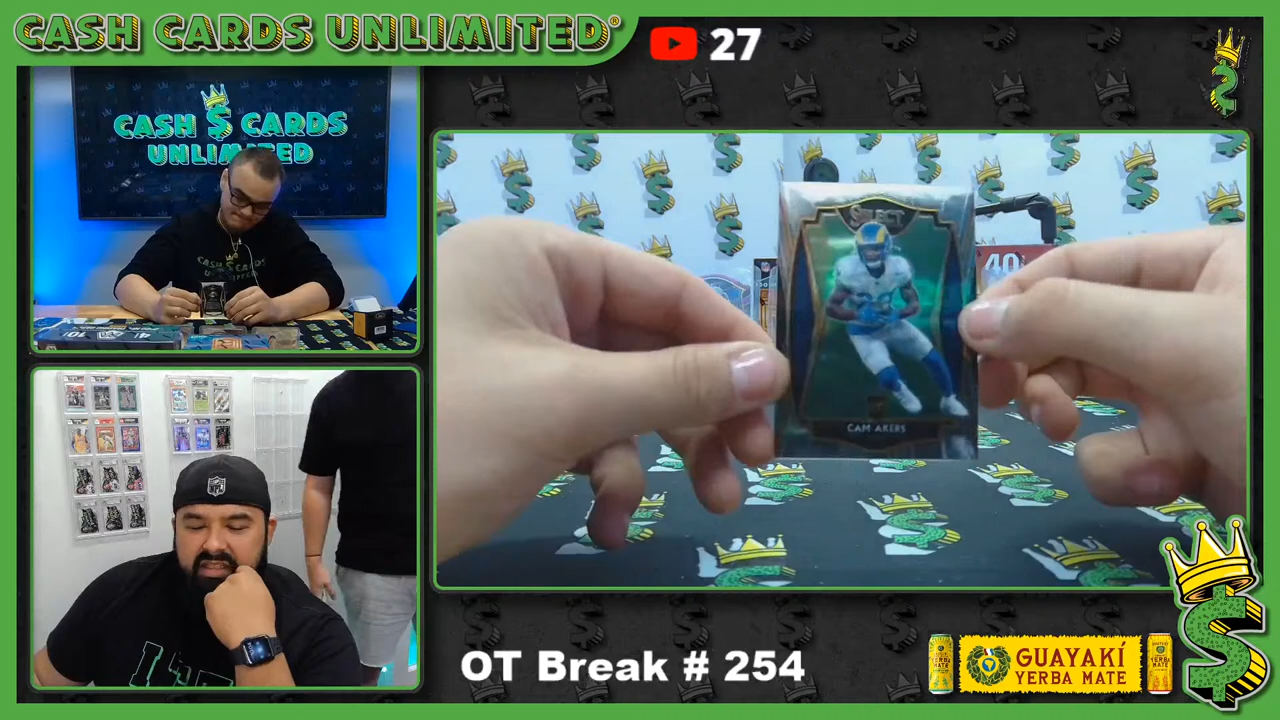 CASH CARDS UNLIMITED®
27
CASH $ CARDS
UNLIMITED
SELECT
40
CAM AKERS
OT Break # 254
GUAYAKÍ
YERBA MATE